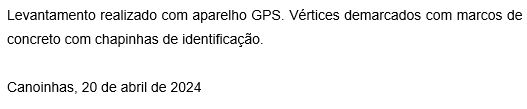 Levantamento realizado com aparelho GPS. Vértices demarcados com marcos de
concreto com chapinhas de identificação.
Canoinhas, 20 de abril de 2024